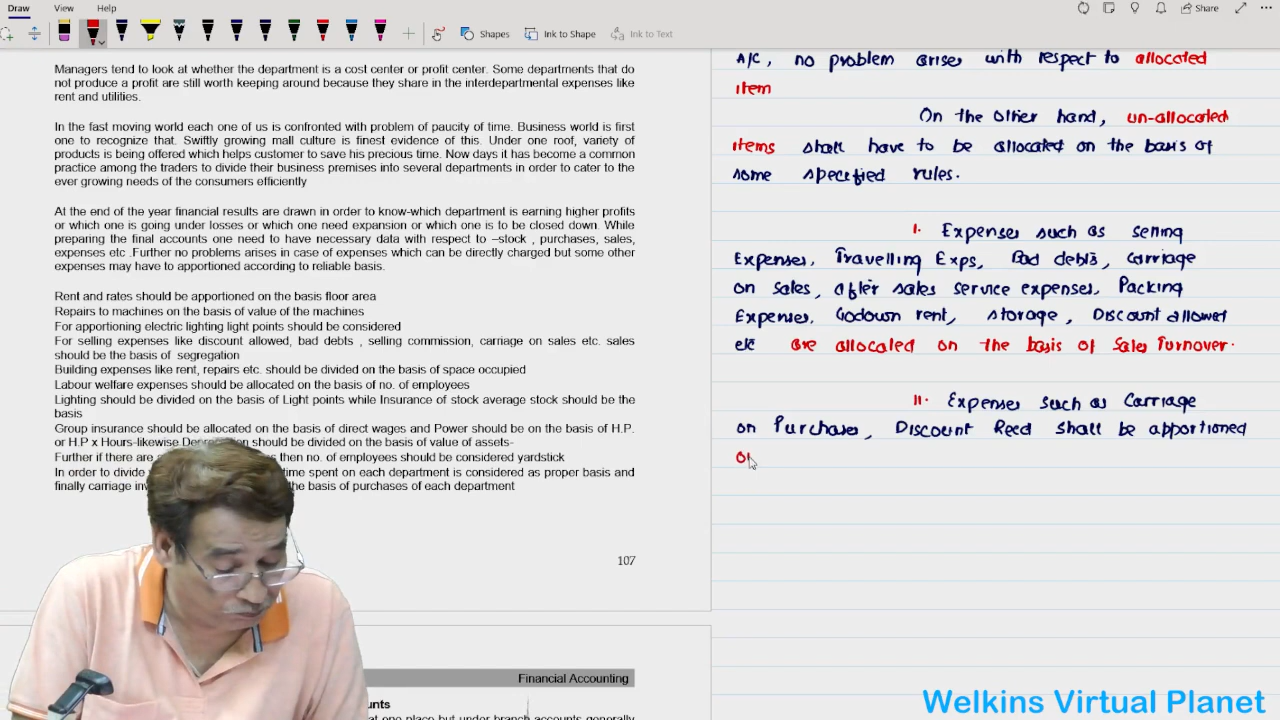 Draw View Help
Share
Shapes Ink to Shape Ink to Text
Managers tend to look at whether the department is a cost center or profit center. Some departments that do
not produce a profit are still worth keeping around because they share in the interdepartmental expenses like
rent and utilities.
In the fast moving world each one of us is confronted with problem of paucity of time. Business world is first
one to recognize that. Swiftly growing mall culture is finest evidence of this. Under one roof, variety of
products is being offered which helps customer to save his precious time. Now days it has become a common
practice among the traders to divide their business premises into several departments in order to cater to the
ever growing needs of the consumers efficiently
At the end of the year financial results are drawn in order to know-which department is earning higher profits
or which one is going under losses or which one need expansion or which one is to be closed down. While
preparing the final accounts one need to have necessary data with respect to –stock , purchases, sales,
expenses etc .Further no problems arises in case of expenses which can be directly charged but some other
expenses may have to apportioned according to reliable basis.
Rent and rates should be apportioned on the basis floor area
Repairs to machines on the basis of value of the machines
For apportioning electric lighting light points should be considered
For selling expenses like discount allowed, bad debts , selling commission, carriage on sales etc. sales
should be the basis of segregation
Building expenses like rent, repairs etc. should be divided on the basis of space occupied
Labour welfare expenses should be allocated on the basis of no. of employees
Lighting should be divided on the basis of Light points while Insurance of stock average stock should be the
basis
Group insurance should be allocated on the basis of direct wages and Power should be on the basis of H.P.
or H.P x Hours-likewise should be divided on the basis of value of assets-
Further if there are then no. of employees should be considered yardstick
In order to divide time spent on each department is considered as proper basis and
finally carriage the basis of purchases of each department
107
Financial Accounting
at one place but under branch accounts generally
A/C, no problem arises with respect to allocated
item
On the other hand, un-allocated
items shall have to be allocated on the basis of
some specified rules.
I. Expenses such as selling
Expenses, Travelling Exps, Bad debts, Carriage
on sales, after sales service expenses, Packing
Expenses, Godown rent, storage, Discount allowed
etc are allocated on the basis of Sales Turnover.
II. Expenses such as Carriage
on Purchases, Discount Recd shall be apportioned
Welkins Virtual Planet